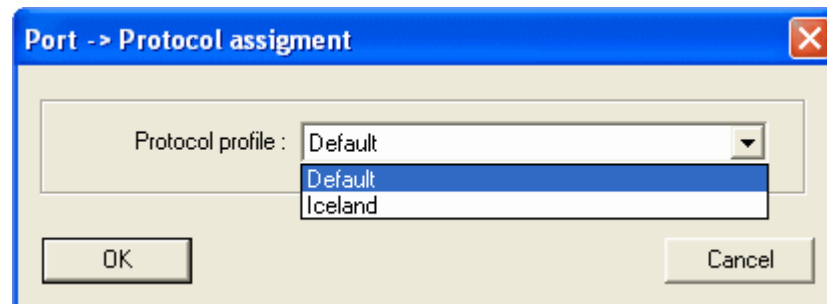 Port -> Protocol assigment
Protocol profile : Default
Default
Iceland
OK Cancel